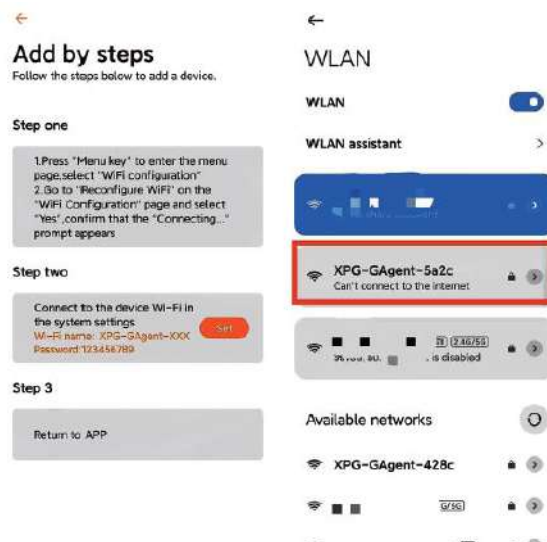 Add by steps
Follow the steps below to add a device.
Step one
1.Press "Menu key" to enter the menu
page,select "WiFi configuration"
2.Go to "Reconfigure WiFi" on the
"WiFi Configuration" page and select
"Yes",confirm that the "Connecting..."
prompt appears
Step two
Connect to the device Wi-Fi in
the system settings
Wi-Fi name: XPG-GAgent-XXX
Password:123456789
Set
Step 3
Return to APP
WLAN
WLAN
WLAN assistant
XPG-GAgent-5a2c
Can't connect to the internet
2.4G/5G
is disabled
Available networks
XPG-GAgent-428c